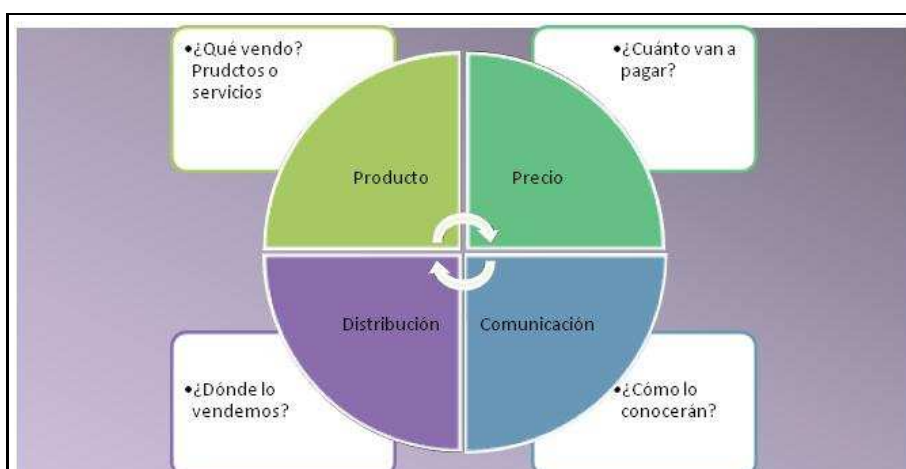 •¿Qué vendo?
Prudctos o
servicios
•¿Cuánto van a
pagar?
Producto
Precio
Distribución
Comunicación
•¿Dónde lo
vendemos?
•¿Cómo lo
conocerán?